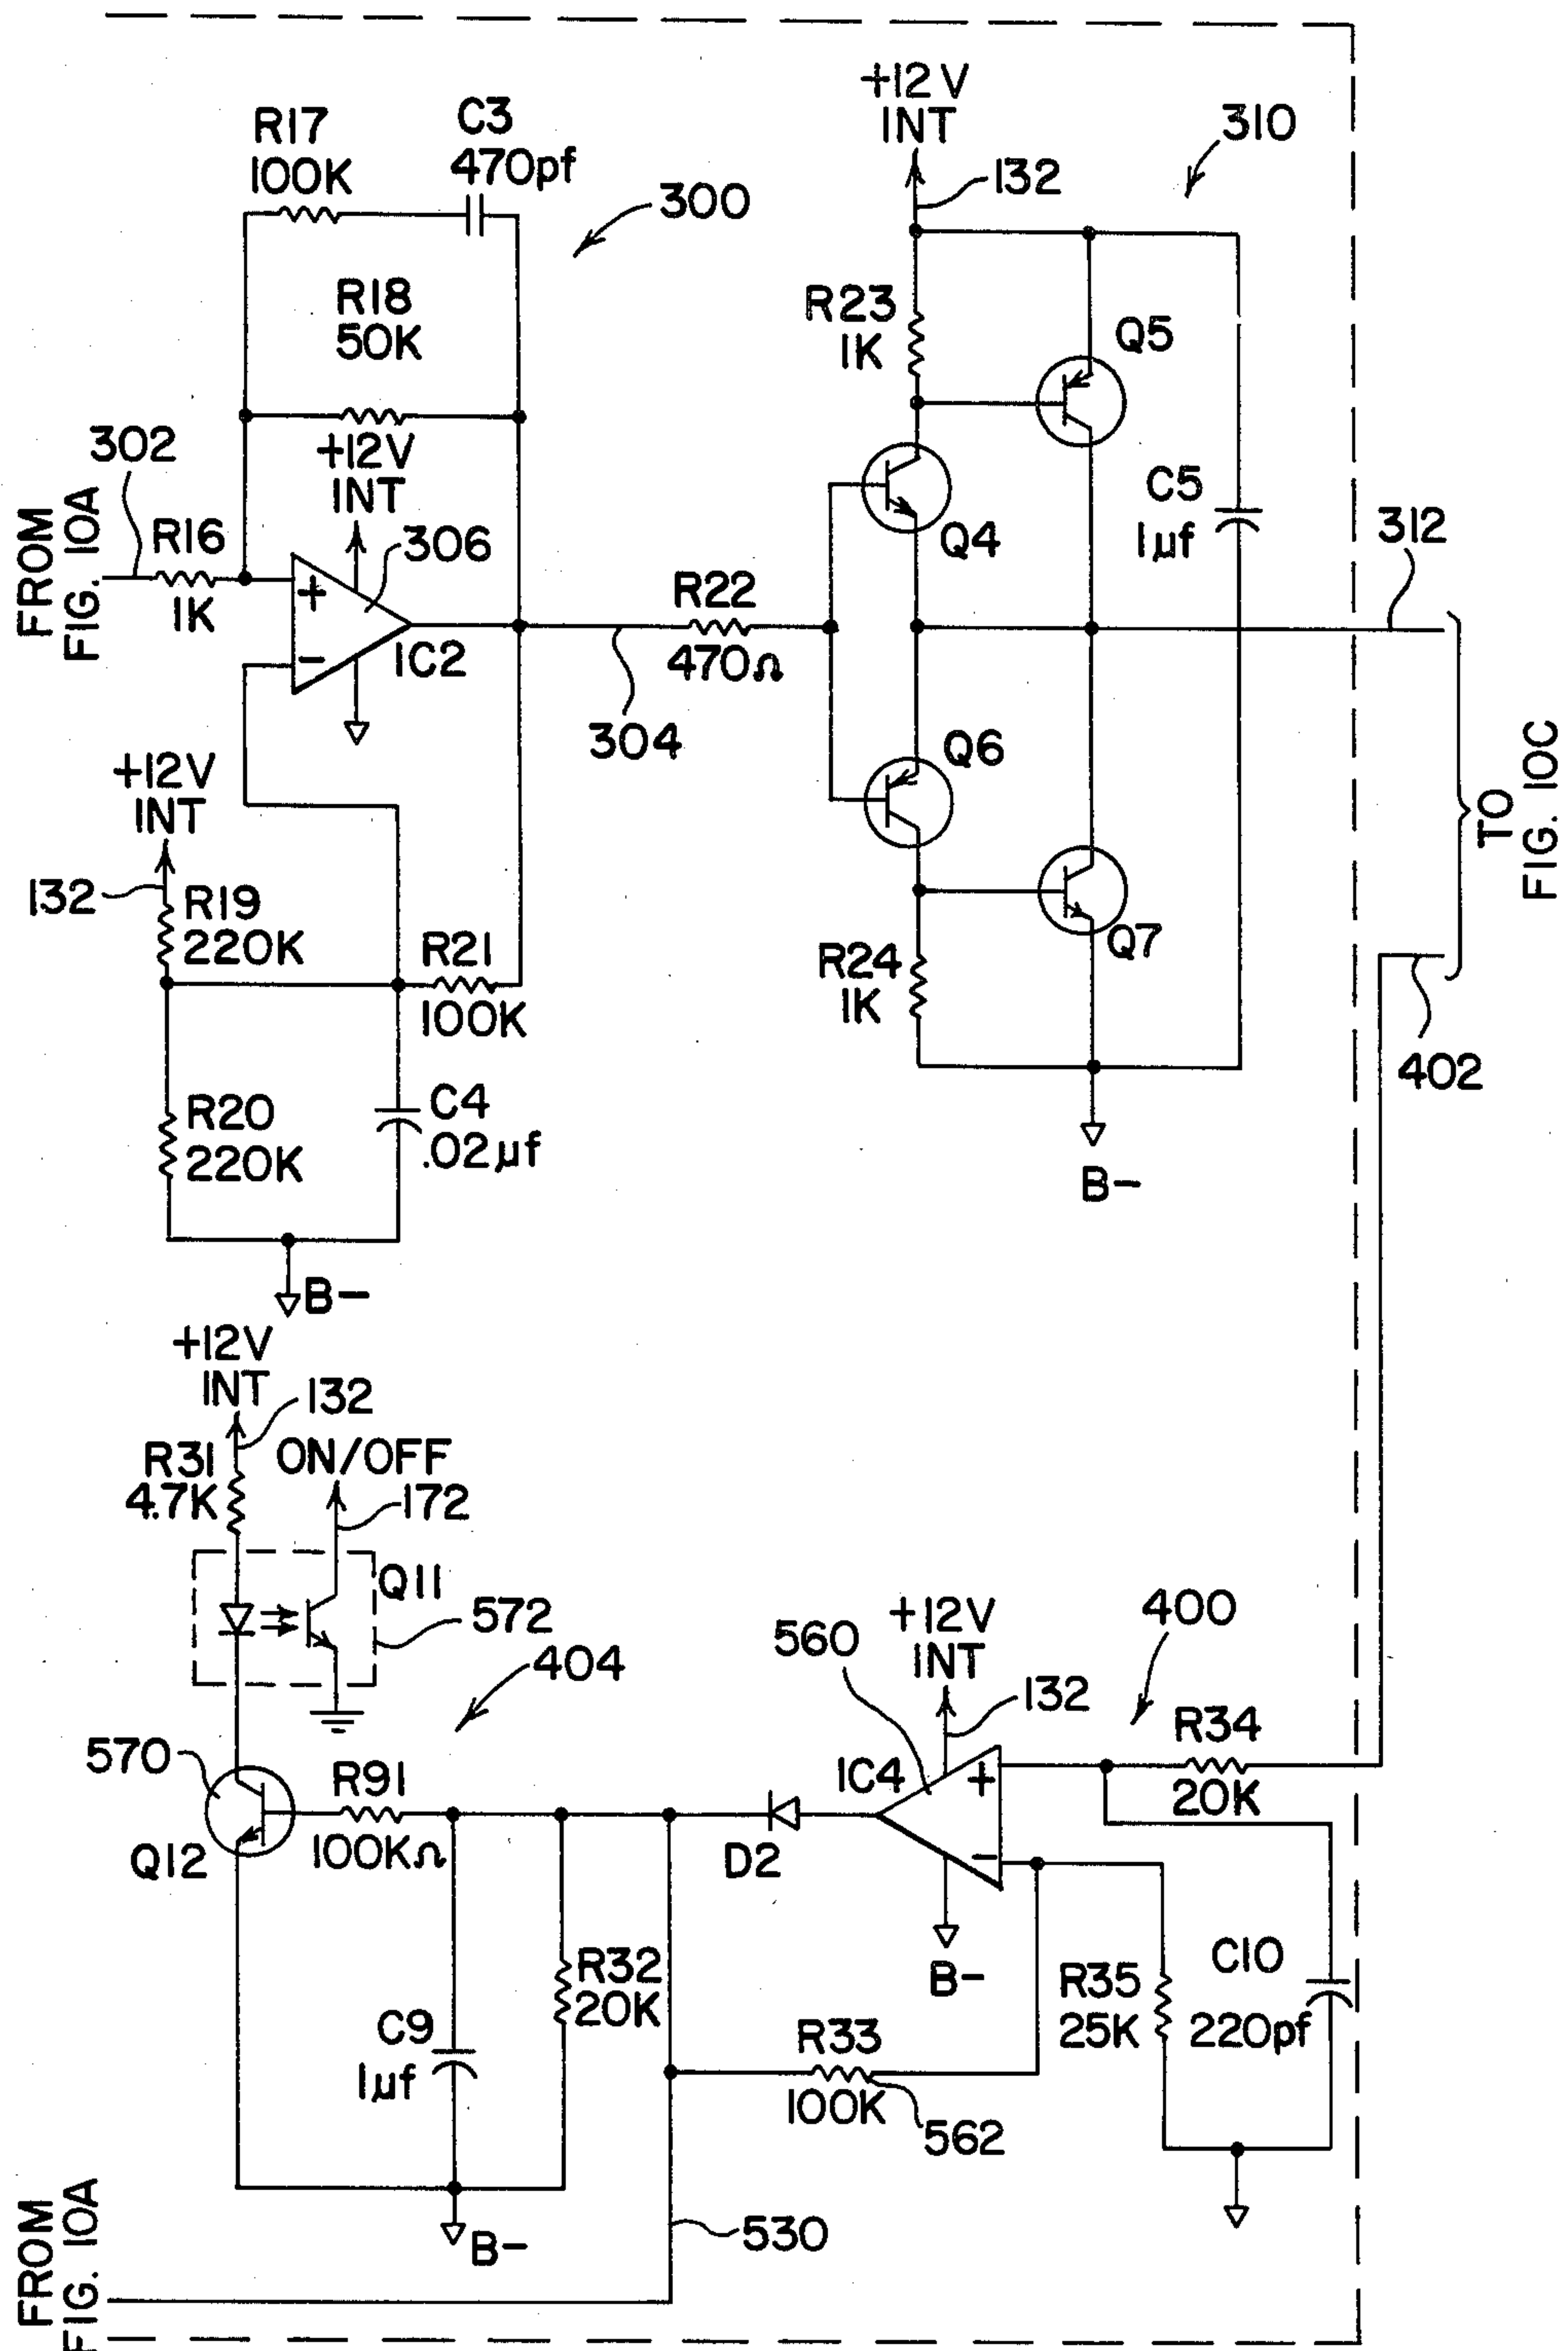 +12V
INT
310
132
R17
100K
C3
470pf
300
R18
50K
R23
1K
Q5
302
+12V
INT
FROM
FIG. 10A
R16
1K
306
+
-
IC2
Q4
C5
1µf
312
R22
470Ω
304
TO
FIG. 10C
+12V
INT
132
R19
220K
R21
100K
Q6
Q7
R24
1K
402
R20
220K
C4
.02µf
B-
B-
+12V
INT
132
R31
4.7K
ON/OFF
172
Q11
572
404
560
+12V
INT
132
400
R34
20K
570
Q12
R91
100KΩ
D2
IC4
+
-
B-
R32
20K
C9
1µf
R33
100K
562
R35
25K
C10
220pf
B-
530
FROM
FIG. 10A